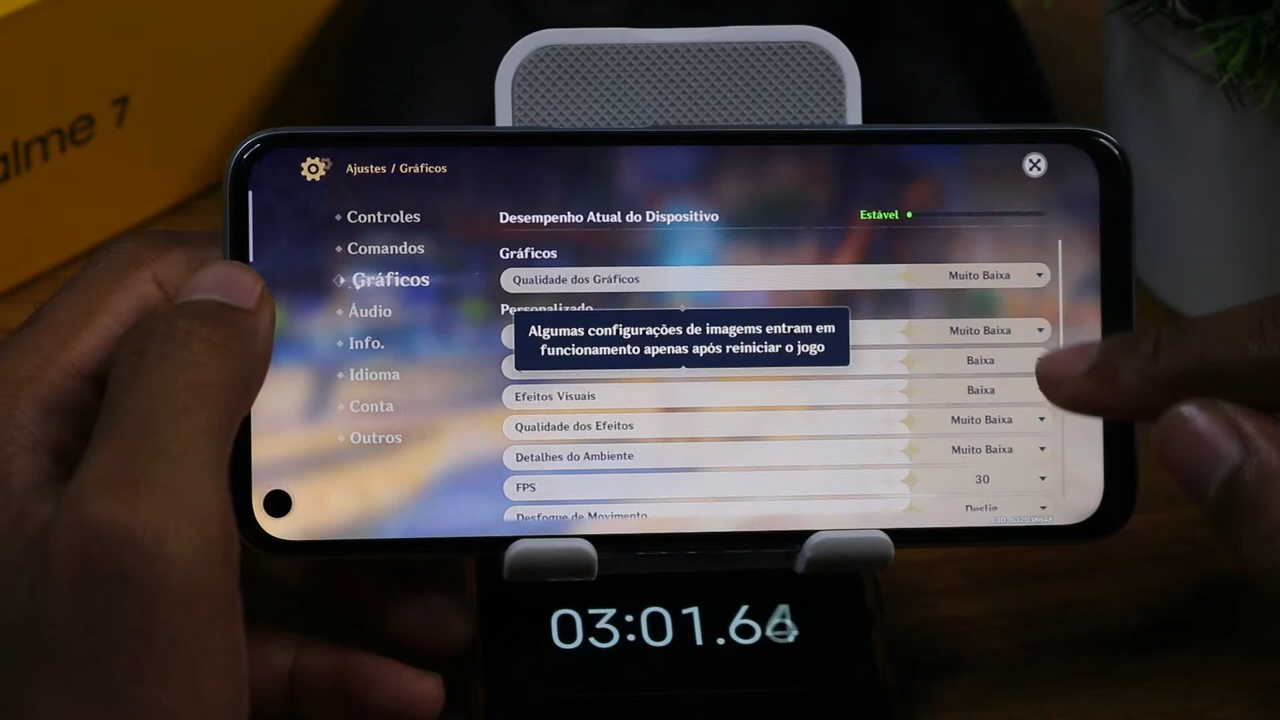 alme 7
Ajustes / Gráficos
Controles
Comandos
Gráficos
Áudio
Info.
Idioma
Conta
Outros
Desempenho Atual do Dispositivo
Estável
Gráficos
Qualidade dos Gráficos Muito Baixa
Personalizado
Algumas configurações de imagems entram em
funcionamento apenas após reiniciar o jogo
Muito Baixa
Baixa
Efeitos Visuais Baixa
Qualidade dos Efeitos Muito Baixa
Detalhes do Ambiente Muito Baixa
FPS 30
Desfoque de Movimento Deslig
03:01.64